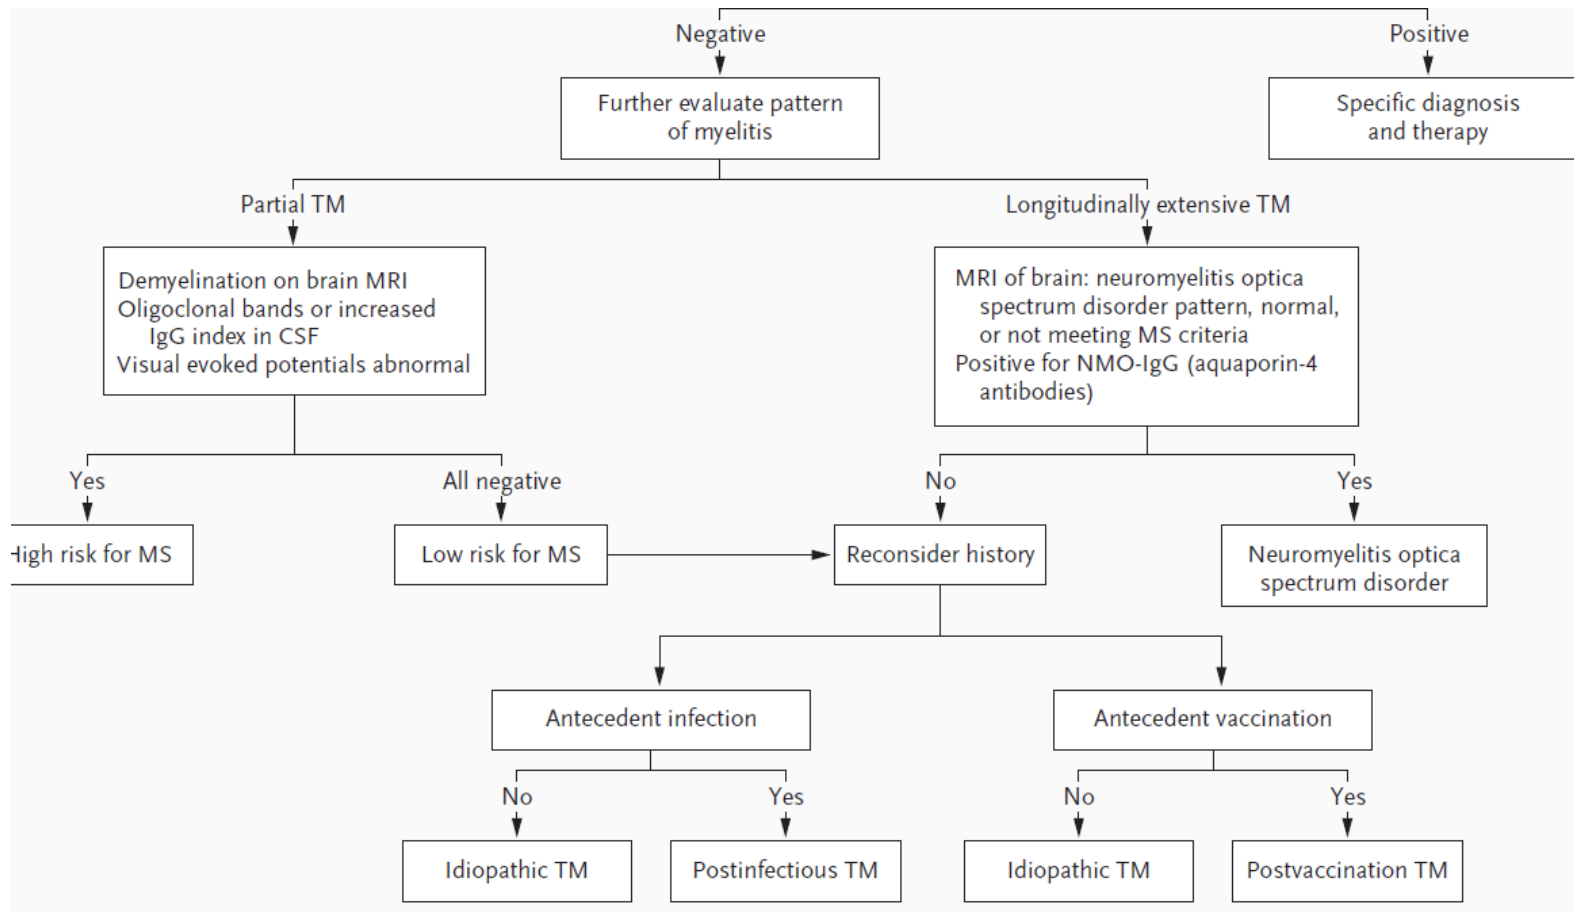 Negative
Positive
Further evaluate pattern
of myelitis
Specific diagnosis
and therapy
Partial TM
Longitudinally extensive TM
Demyelination on brain MRI
Oligoclonal bands or increased
IgG index in CSF
Visual evoked potentials abnormal
MRI of brain: neuromyelitis optica
spectrum disorder pattern, normal,
or not meeting MS criteria
Positive for NMO-IgG (aquaporin-4
antibodies)
Yes
All negative
No
Yes
High risk for MS
Low risk for MS
Reconsider history
Neuromyelitis optica
spectrum disorder
Antecedent infection
Antecedent vaccination
No
Yes
No
Yes
Idiopathic TM
Postinfectious TM
Idiopathic TM
Postvaccination TM